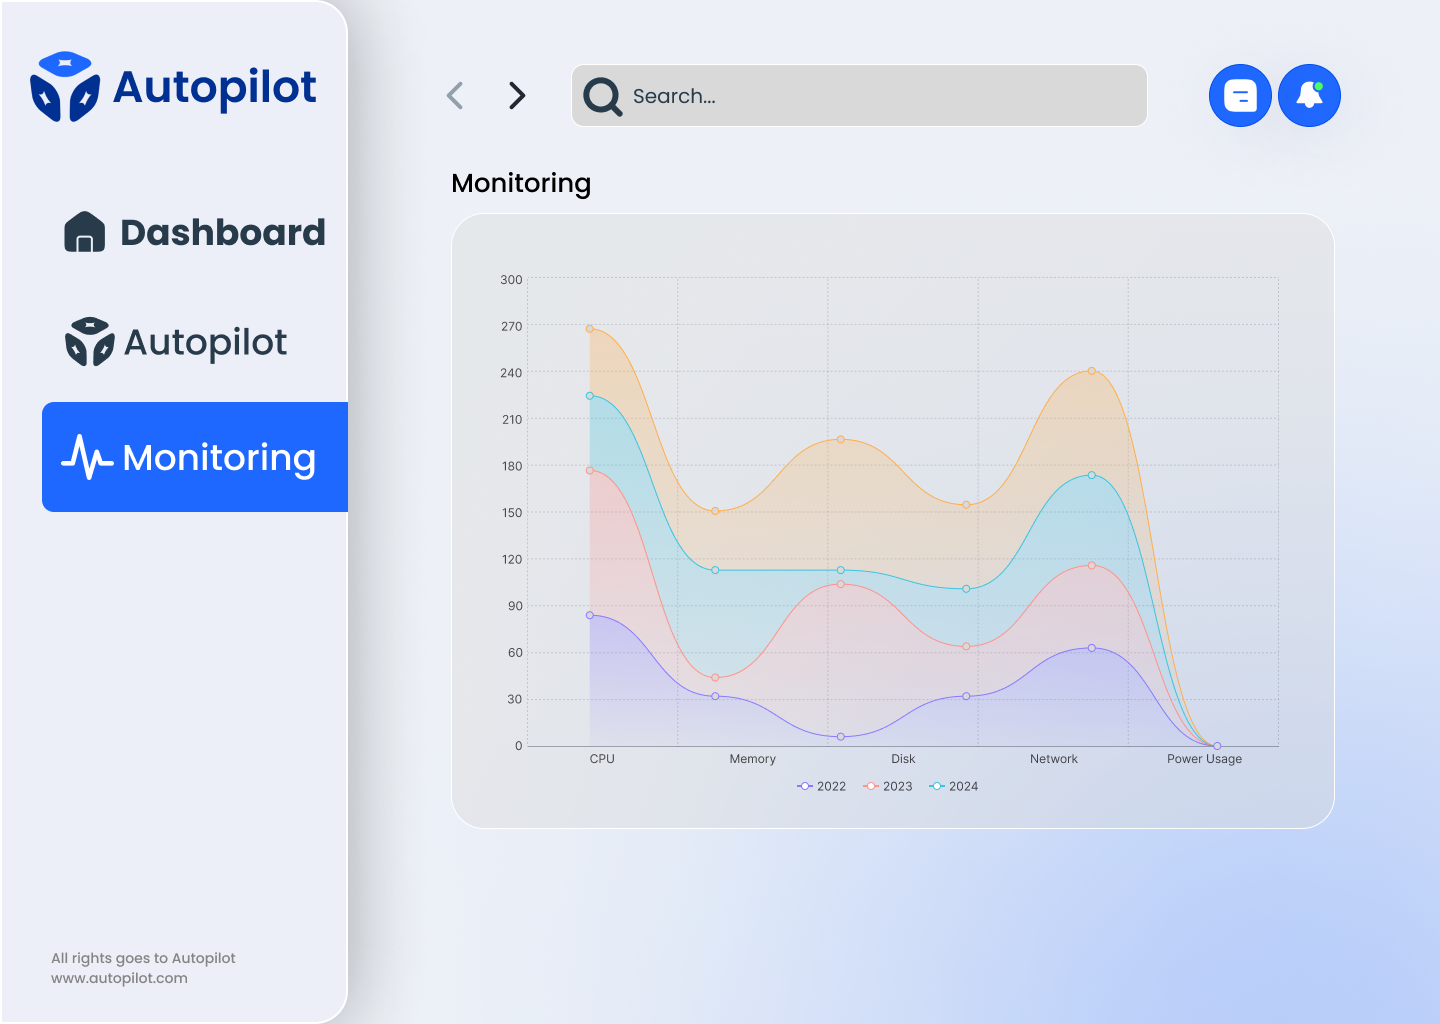 Autopilot
Dashboard
Autopilot
Monitoring
All rights goes to Autopilot
www.autopilot.com
Search...
Monitoring
300
270
240
210
180
150
120
90
60
30
0
CPU Memory Disk Network Power Usage
2022 2023 2024